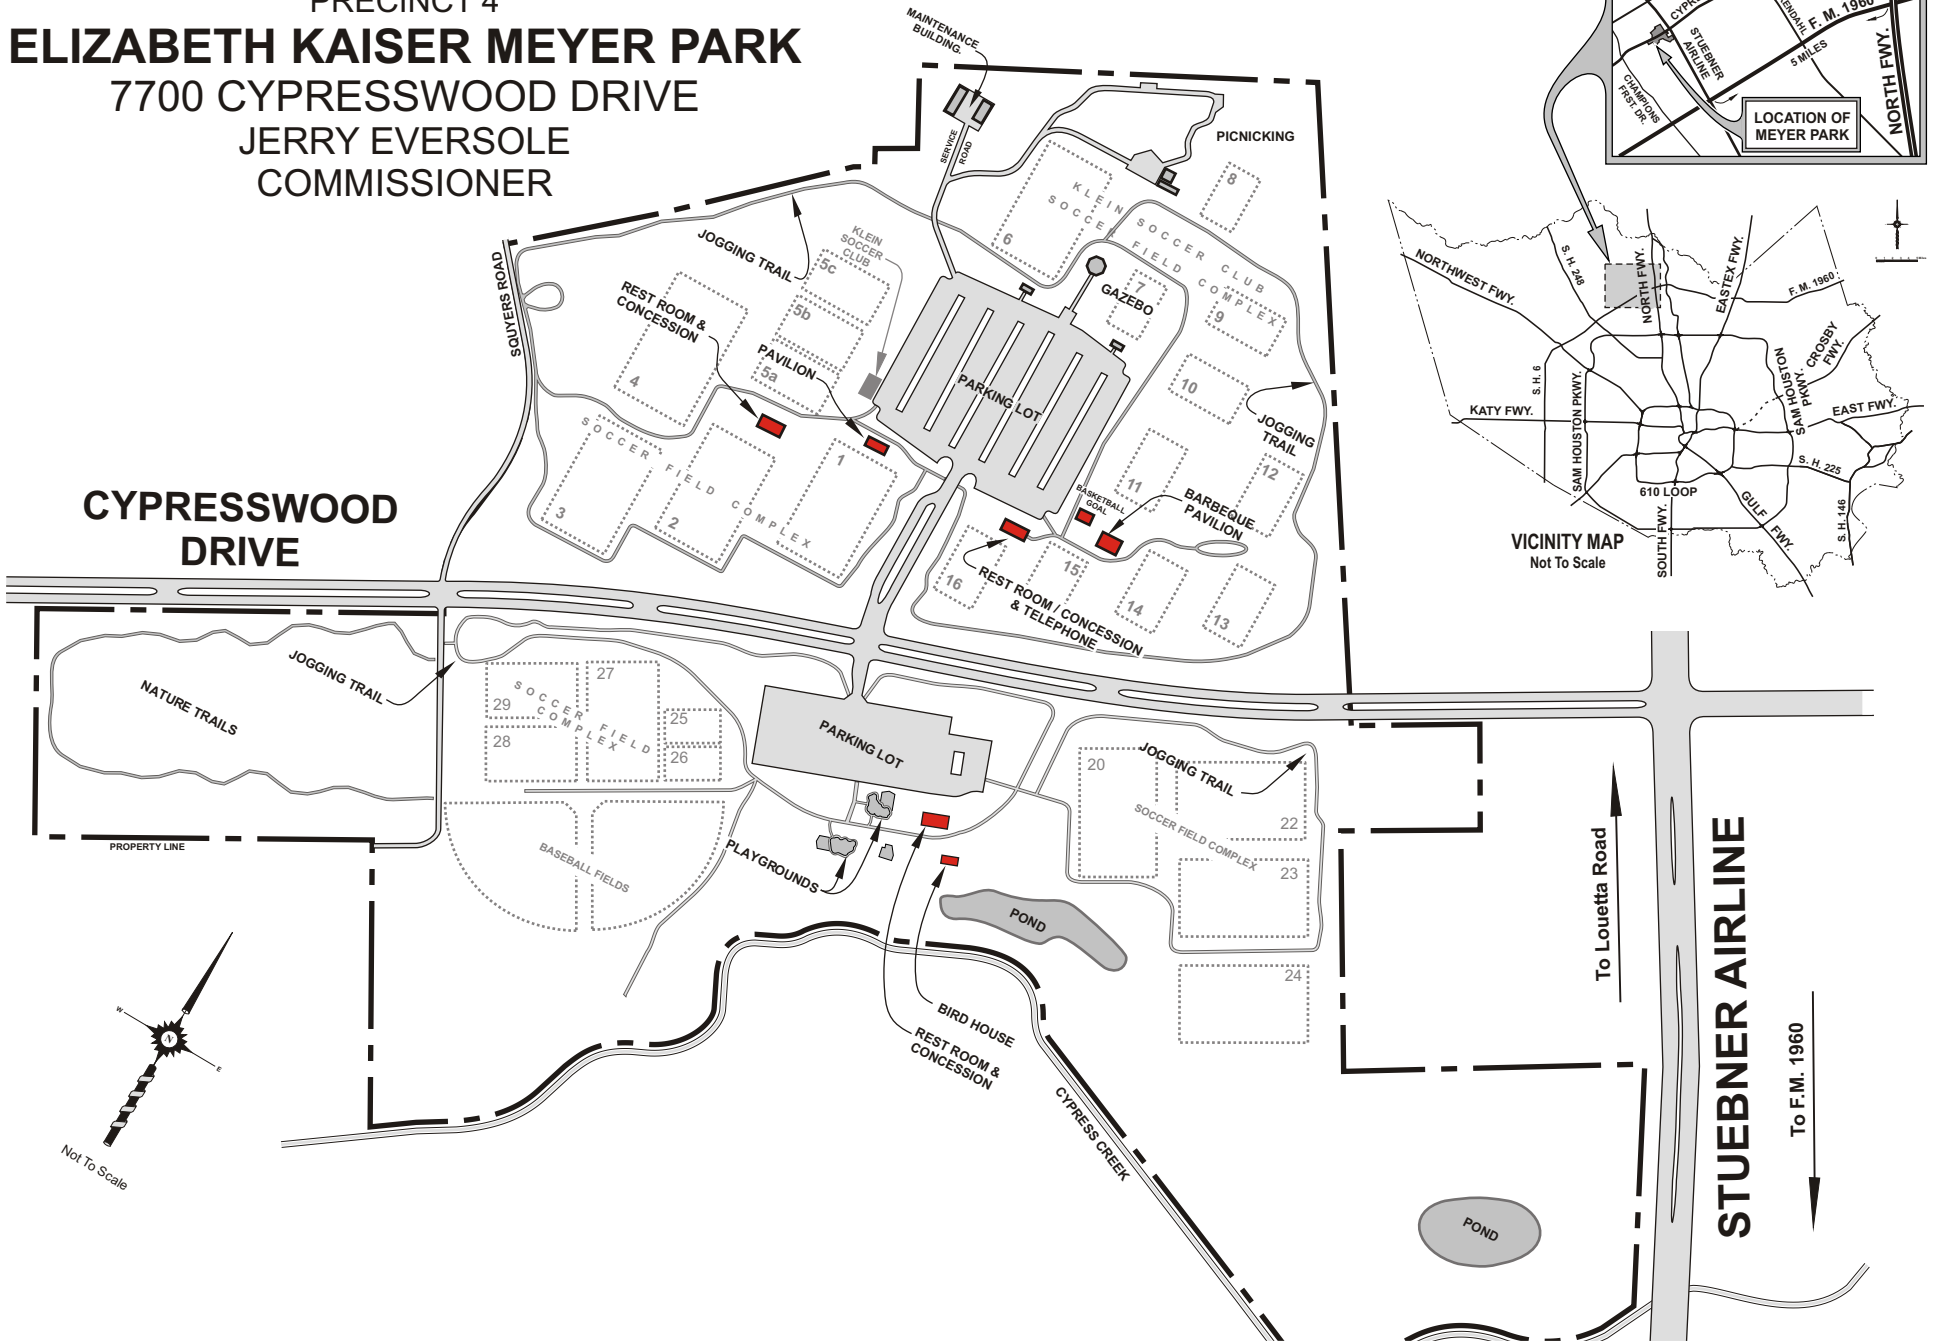 PRECINCT 4
ELIZABETH KAISER MEYER PARK
7700 CYPRESSWOOD DRIVE
JERRY EVERSOLE
COMMISSIONER
MAINTENANCE
BUILDING.
SERVICE
ROAD
PICNICKING
KLEIN SOCCER CLUB
SOCCER FIELD COMPLEX
6
8
7
9
10
11
12
13
14
15
16
GAZEBO
JOGGING TRAIL
KLEIN
SOCCER
CLUB
5c
5b
5a
4
3
2
1
REST ROOM &
CONCESSION
PAVILION
SQUYERS ROAD
SOCCER FIELD COMPLEX
PARKING LOT
JOGGING
TRAIL
BASKETBALL
GOAL
BARBEQUE
PAVILION
REST ROOM / CONCESSION
& TELEPHONE
CYPRESSWOOD
DRIVE
JOGGING TRAIL
NATURE TRAILS
PROPERTY LINE
SOCCER FIELD
COMPLEX
27
29
28
25
26
BASEBALL FIELDS
PARKING LOT
PLAYGROUNDS
JOGGING TRAIL
20
22
23
24
SOCCER FIELD COMPLEX
POND
BIRD HOUSE
REST ROOM &
CONCESSION
CYPRESS CREEK
POND
To Louetta Road
STUEBNER AIRLINE
To F.M. 1960
W
N
E
Not To Scale
F. M. 1960
5 MILES
STUEBNER
AIRLINE
CHAMPIONS
FRST. DR.
NORTH FWY.
LOCATION OF
MEYER PARK
NORTHWEST FWY.
S. H. 248
NORTH FWY.
EASTEX FWY.
F. M. 1960
CROSBY
FWY.
SAM HOUSTON
PKWY.
S. H. 6
KATY FWY.
SAM HOUSTON PKWY.
EAST FWY.
S. H. 225
610 LOOP
GULF FWY.
SOUTH FWY.
S. H. 146
VICINITY MAP
Not To Scale